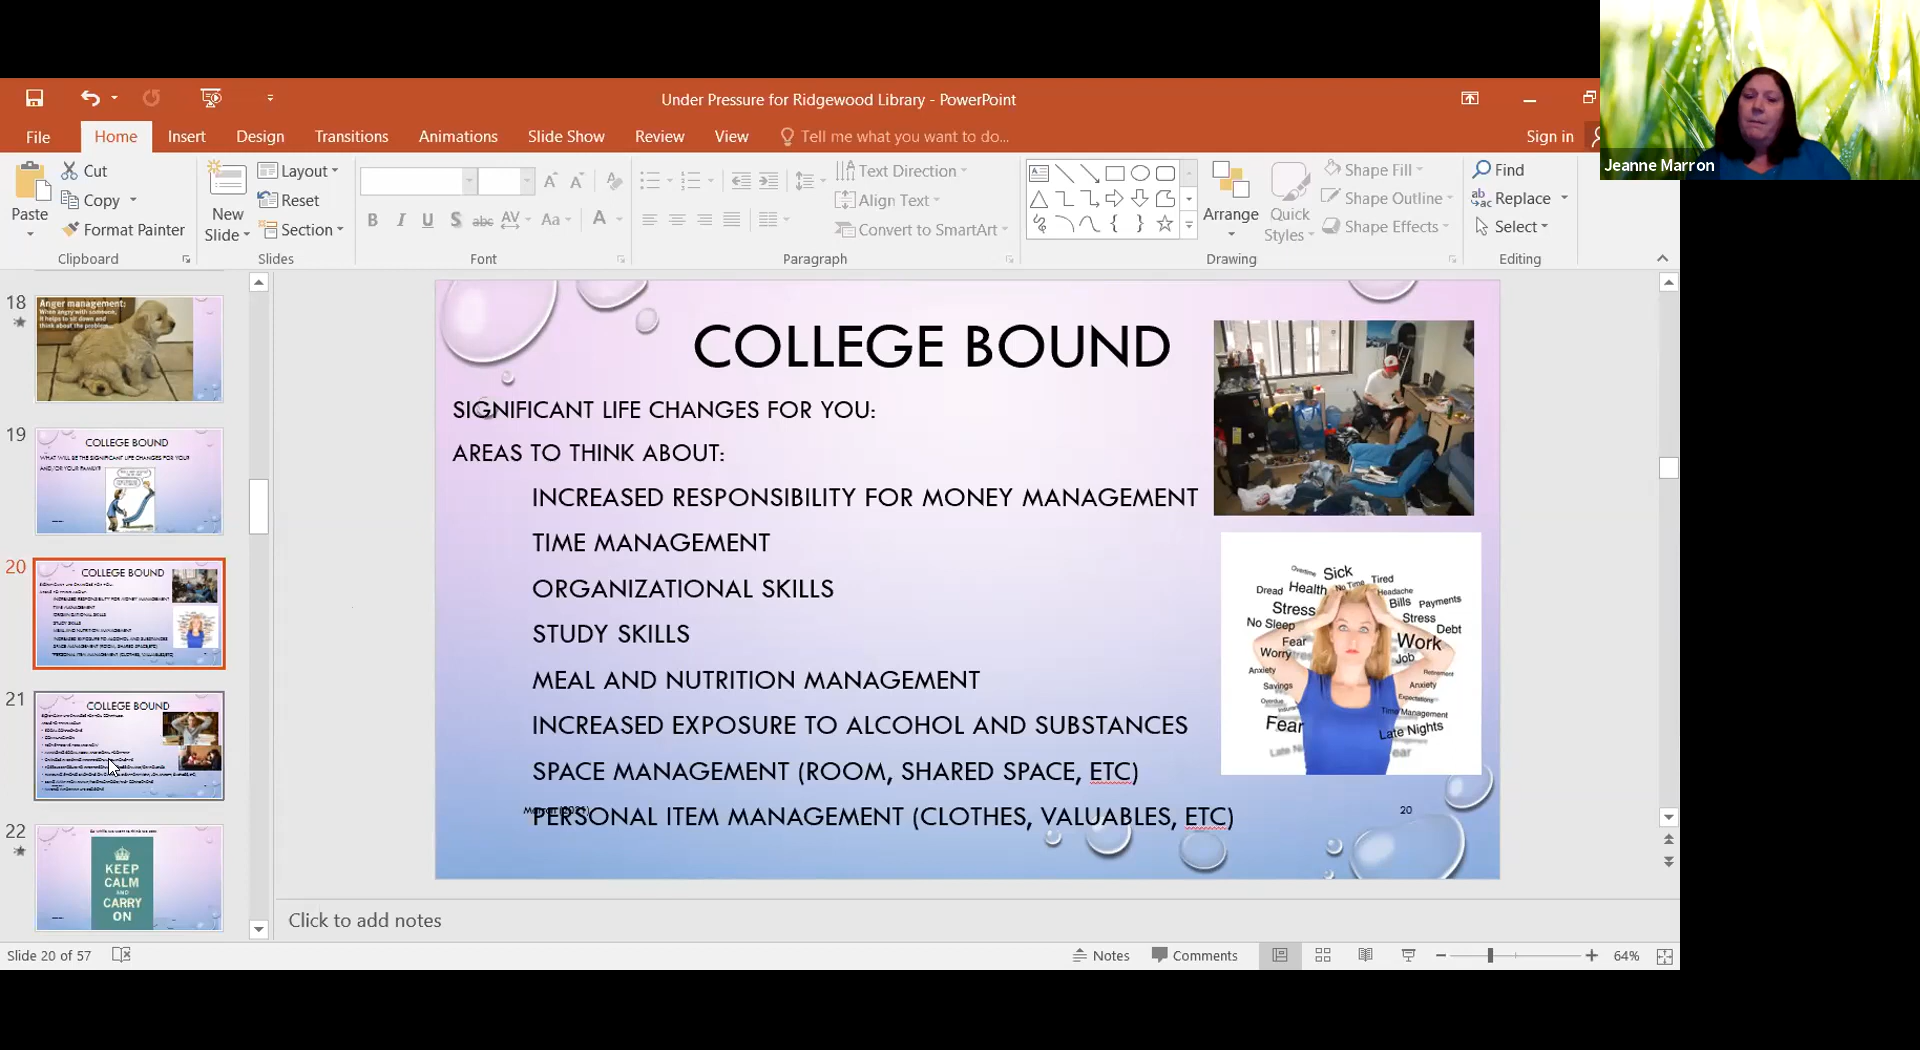 Under Pressure for Ridgewood Library - PowerPoint
Jeanne Marron
File Home Insert Design Transitions Animations Slide Show Review View Tell me what you want to do... Sign in
Paste
Cut
Copy
Format Painter
Clipboard
New Slide
Layout
Reset
Section
Slides
B I U S abc AV Aa A
Font
Text Direction
Align Text
Convert to SmartArt
Paragraph
Arrange
Quick Styles
Shape Fill
Shape Outline
Shape Effects
Drawing
Find
Replace
Select
Editing
18
Anger management:
When angry with someone,
it helps to sit down and
think about the problem...
19
COLLEGE BOUND
WHAT WILL BE THE SIGNIFICANT LIFE CHANGES FOR YOU?
AND/OR YOUR FAMILY?
20
COLLEGE BOUND
21
COLLEGE BOUND
22
KEEP
CALM
AND
CARRY
ON
COLLEGE BOUND
SIGNIFICANT LIFE CHANGES FOR YOU:
AREAS TO THINK ABOUT:
INCREASED RESPONSIBILITY FOR MONEY MANAGEMENT
TIME MANAGEMENT
ORGANIZATIONAL SKILLS
STUDY SKILLS
MEAL AND NUTRITION MANAGEMENT
INCREASED EXPOSURE TO ALCOHOL AND SUBSTANCES
SPACE MANAGEMENT (ROOM, SHARED SPACE, ETC)
PERSONAL ITEM MANAGEMENT (CLOTHES, VALUABLES, ETC)
20
Overtime Sick
Dread Health No Time Tired
Headache
Stress Bills Payments
No Sleep Stress Debt
Fear Work
Worry Job
Anxiety Retirement
Savings Anxiety
Overdue Expectations
Fear Time Management
Late Nights
Click to add notes
Slide 20 of 57
Notes Comments 64%